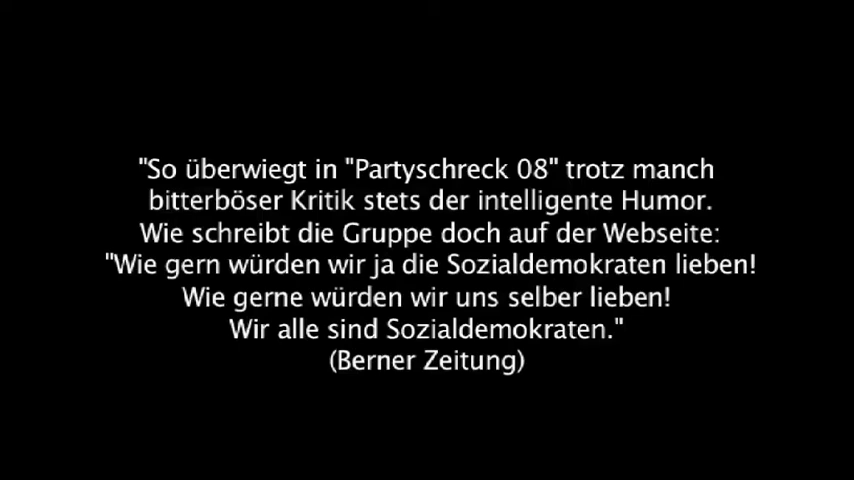 "So überwiegt in "Partyschreck 08" trotz manch
bitterböser Kritik stets der intelligente Humor.
Wie schreibt die Gruppe doch auf der Webseite:
"Wie gern würden wir ja die Sozialdemokraten lieben!
Wie gerne würden wir uns selber lieben!
Wir alle sind Sozialdemokraten."
(Berner Zeitung)